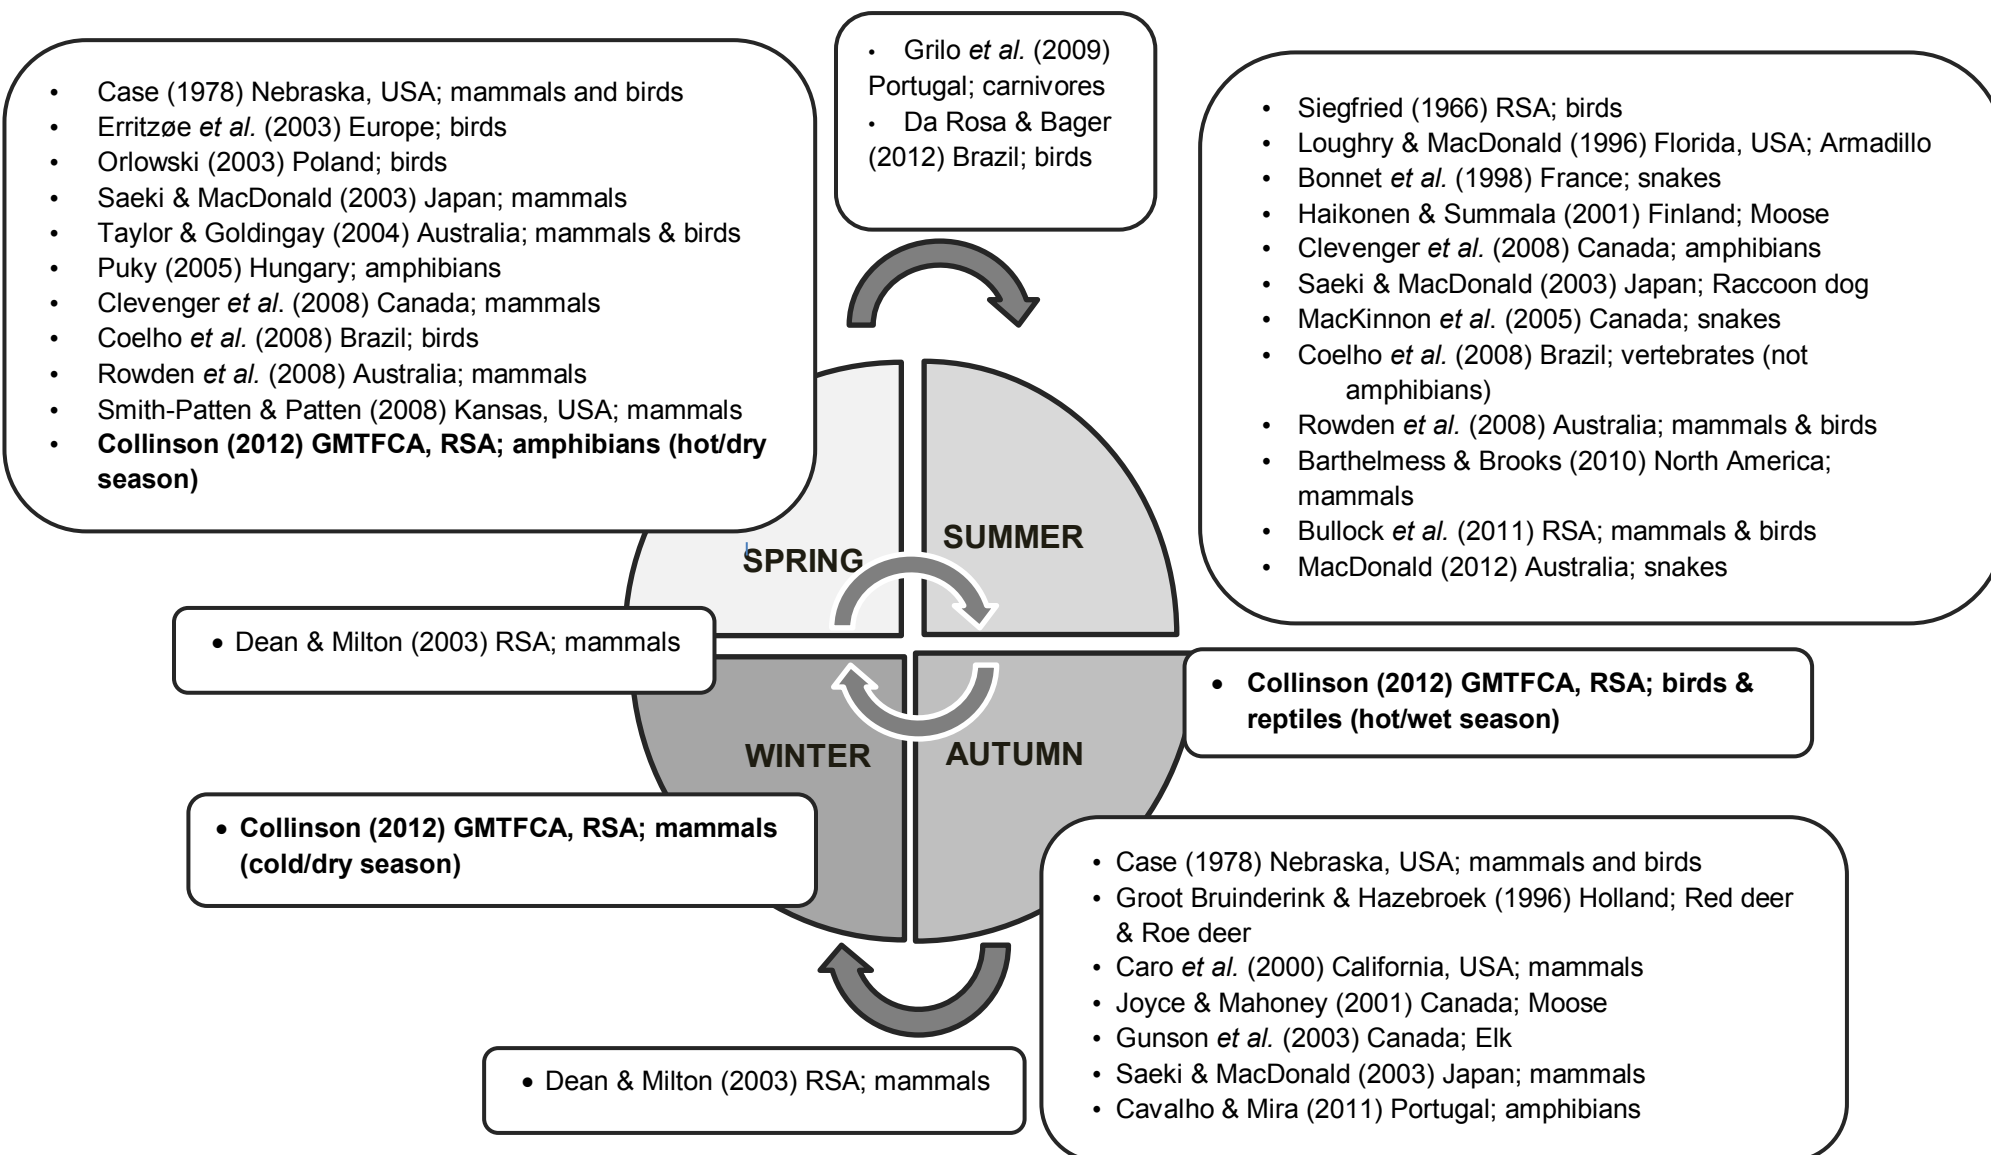 • Case (1978) Nebraska, USA; mammals and birds
• Erritzøe et al. (2003) Europe; birds
• Orlowski (2003) Poland; birds
• Saeki & MacDonald (2003) Japan; mammals
• Taylor & Goldingay (2004) Australia; mammals & birds
• Puky (2005) Hungary; amphibians
• Clevenger et al. (2008) Canada; mammals
• Coelho et al. (2008) Brazil; birds
• Rowden et al. (2008) Australia; mammals
• Smith-Patten & Patten (2008) Kansas, USA; mammals
• Collinson (2012) GMTFCA, RSA; amphibians (hot/dry
season)
• Grilo et al. (2009)
Portugal; carnivores
• Da Rosa & Bager
(2012) Brazil; birds
• Siegfried (1966) RSA; birds
• Loughry & MacDonald (1996) Florida, USA; Armadillo
• Bonnet et al. (1998) France; snakes
• Haikonen & Summala (2001) Finland; Moose
• Clevenger et al. (2008) Canada; amphibians
• Saeki & MacDonald (2003) Japan; Raccoon dog
• MacKinnon et al. (2005) Canada; snakes
• Coelho et al. (2008) Brazil; vertebrates (not
amphibians)
• Rowden et al. (2008) Australia; mammals & birds
• Barthelmess & Brooks (2010) North America;
mammals
• Bullock et al. (2011) RSA; mammals & birds
• MacDonald (2012) Australia; snakes
SPRING
SUMMER
• Dean & Milton (2003) RSA; mammals
• Collinson (2012) GMTFCA, RSA; birds &
reptiles (hot/wet season)
WINTER
AUTUMN
• Collinson (2012) GMTFCA, RSA; mammals
(cold/dry season)
• Case (1978) Nebraska, USA; mammals and birds
• Groot Bruinderink & Hazebroek (1996) Holland; Red deer
& Roe deer
• Caro et al. (2000) California, USA; mammals
• Joyce & Mahoney (2001) Canada; Moose
• Gunson et al. (2003) Canada; Elk
• Saeki & MacDonald (2003) Japan; mammals
• Cavalho & Mira (2011) Portugal; amphibians
• Dean & Milton (2003) RSA; mammals